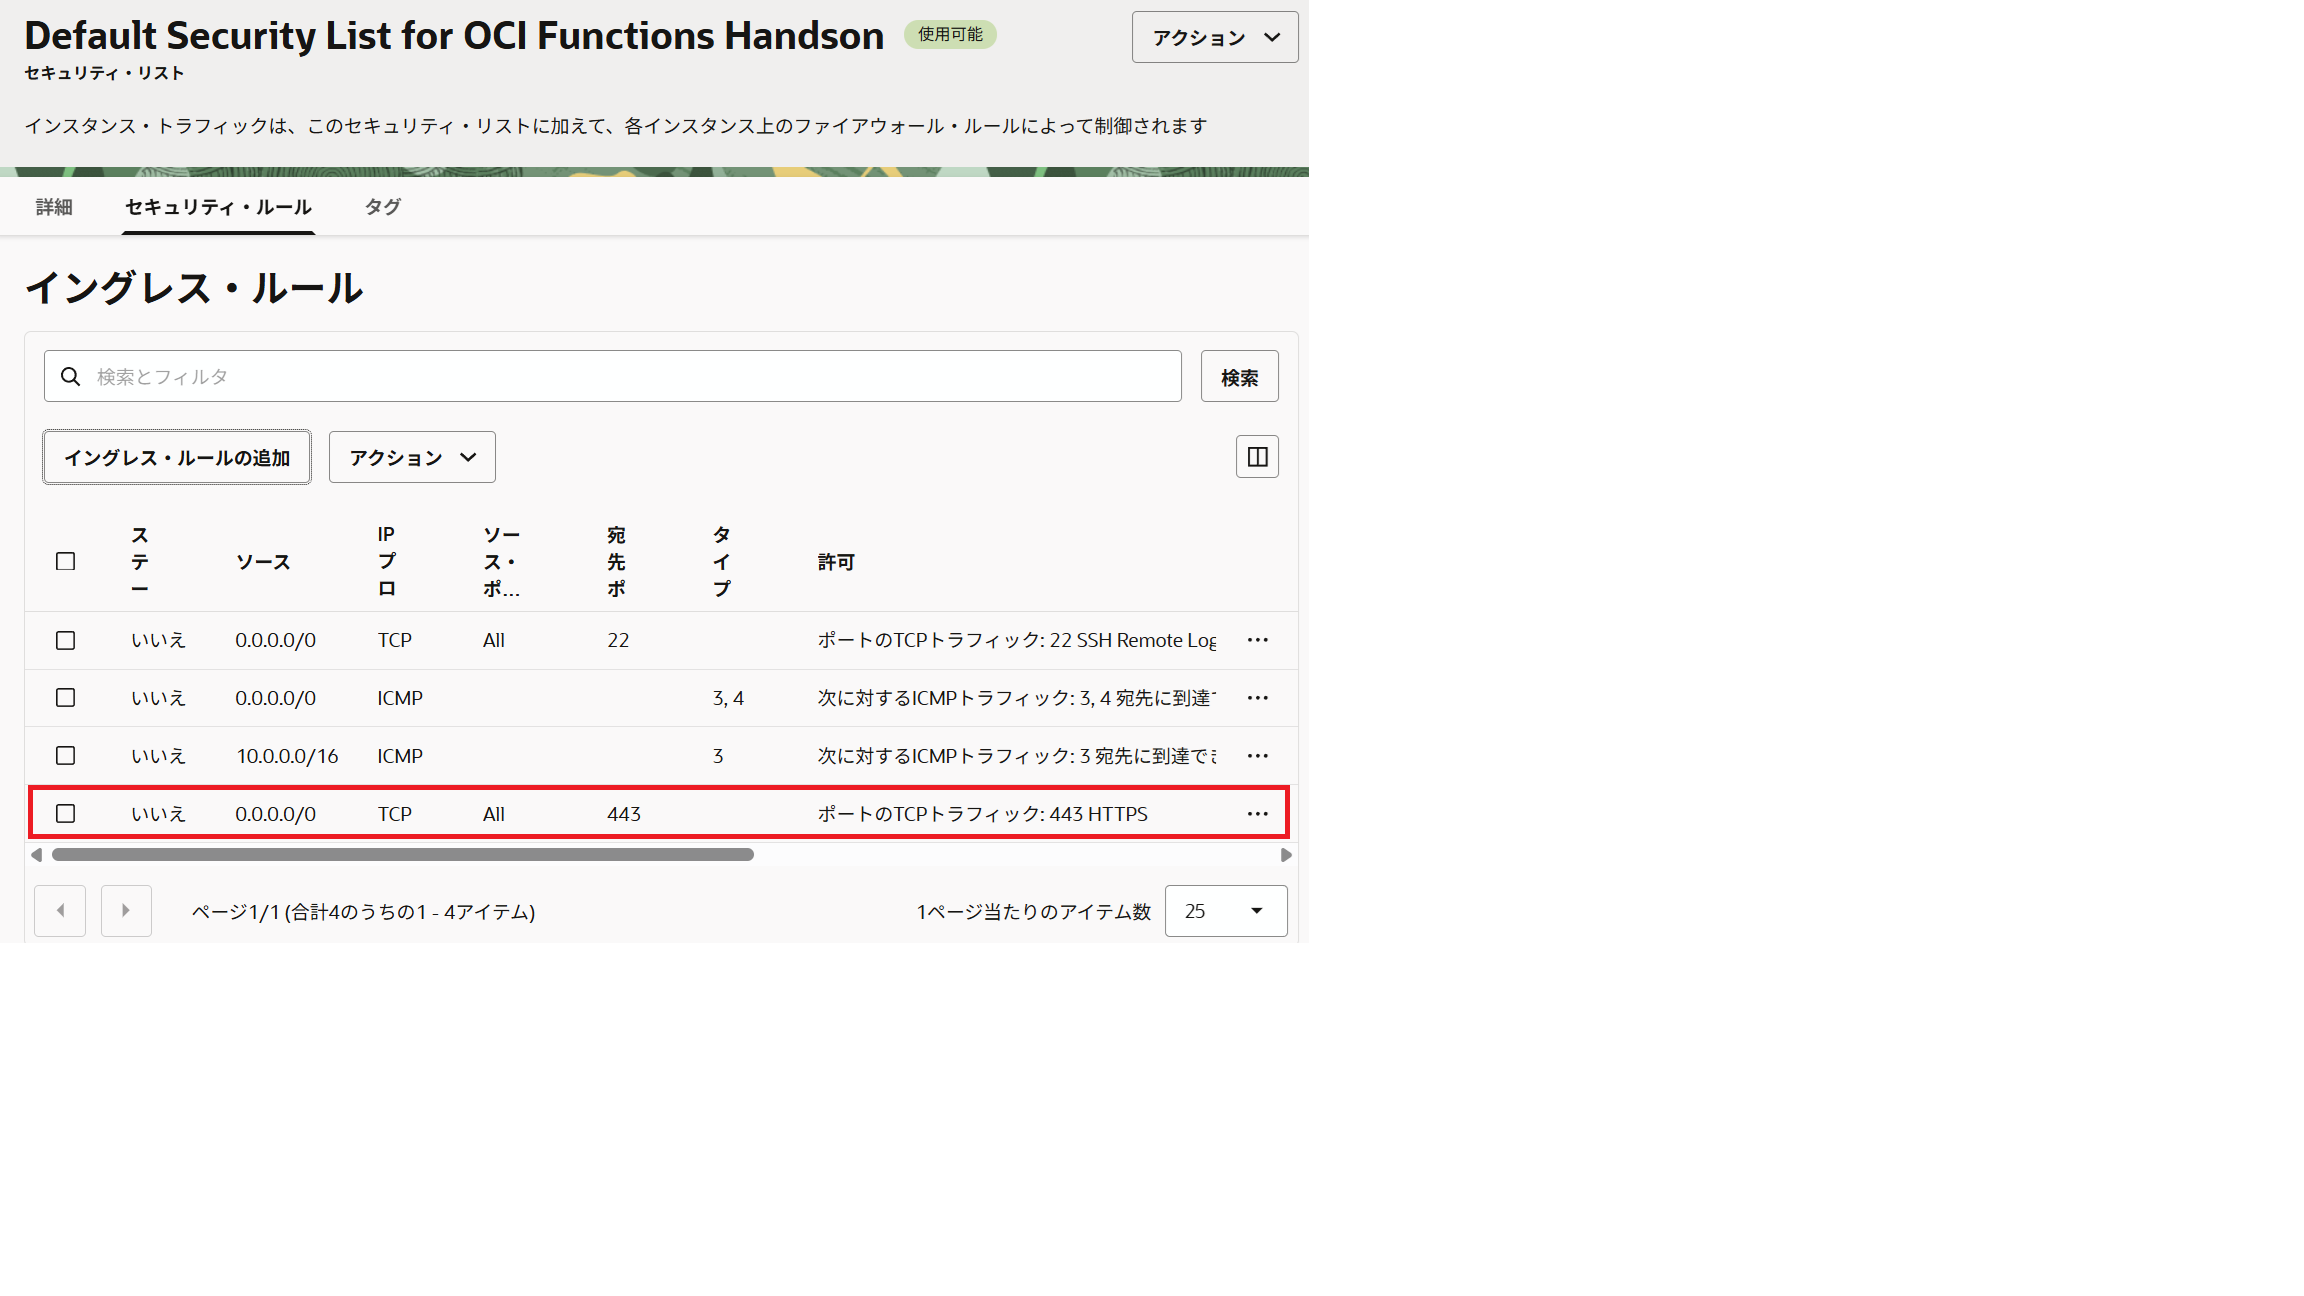 Default Security List for OCI Functions Handson 使用可能 アクション
セキュリティ・リスト
インスタンス・トラフィックは、このセキュリティ・リストに加えて、各インスタンス上のファイアウォール・ルールによって制御されます
詳細 セキュリティ・ルール タグ
イングレス・ルール
検索とフィルタ 検索
イングレス・ルールの追加 アクション
ステー ソース IPプロ ソース・ポ... 宛先ポ タイプ 許可
いいえ 0.0.0.0/0 TCP All 22 ポートのTCPトラフィック: 22 SSH Remote Log
いいえ 0.0.0.0/0 ICMP 3, 4 次に対するICMPトラフィック: 3, 4 宛先に到達
いいえ 10.0.0.0/16 ICMP 3 次に対するICMPトラフィック: 3 宛先に到達で
いいえ 0.0.0.0/0 TCP All 443 ポートのTCPトラフィック: 443 HTTPS
ページ1/1 (合計4のうちの1 - 4アイテム) 1ページ当たりのアイテム数 25